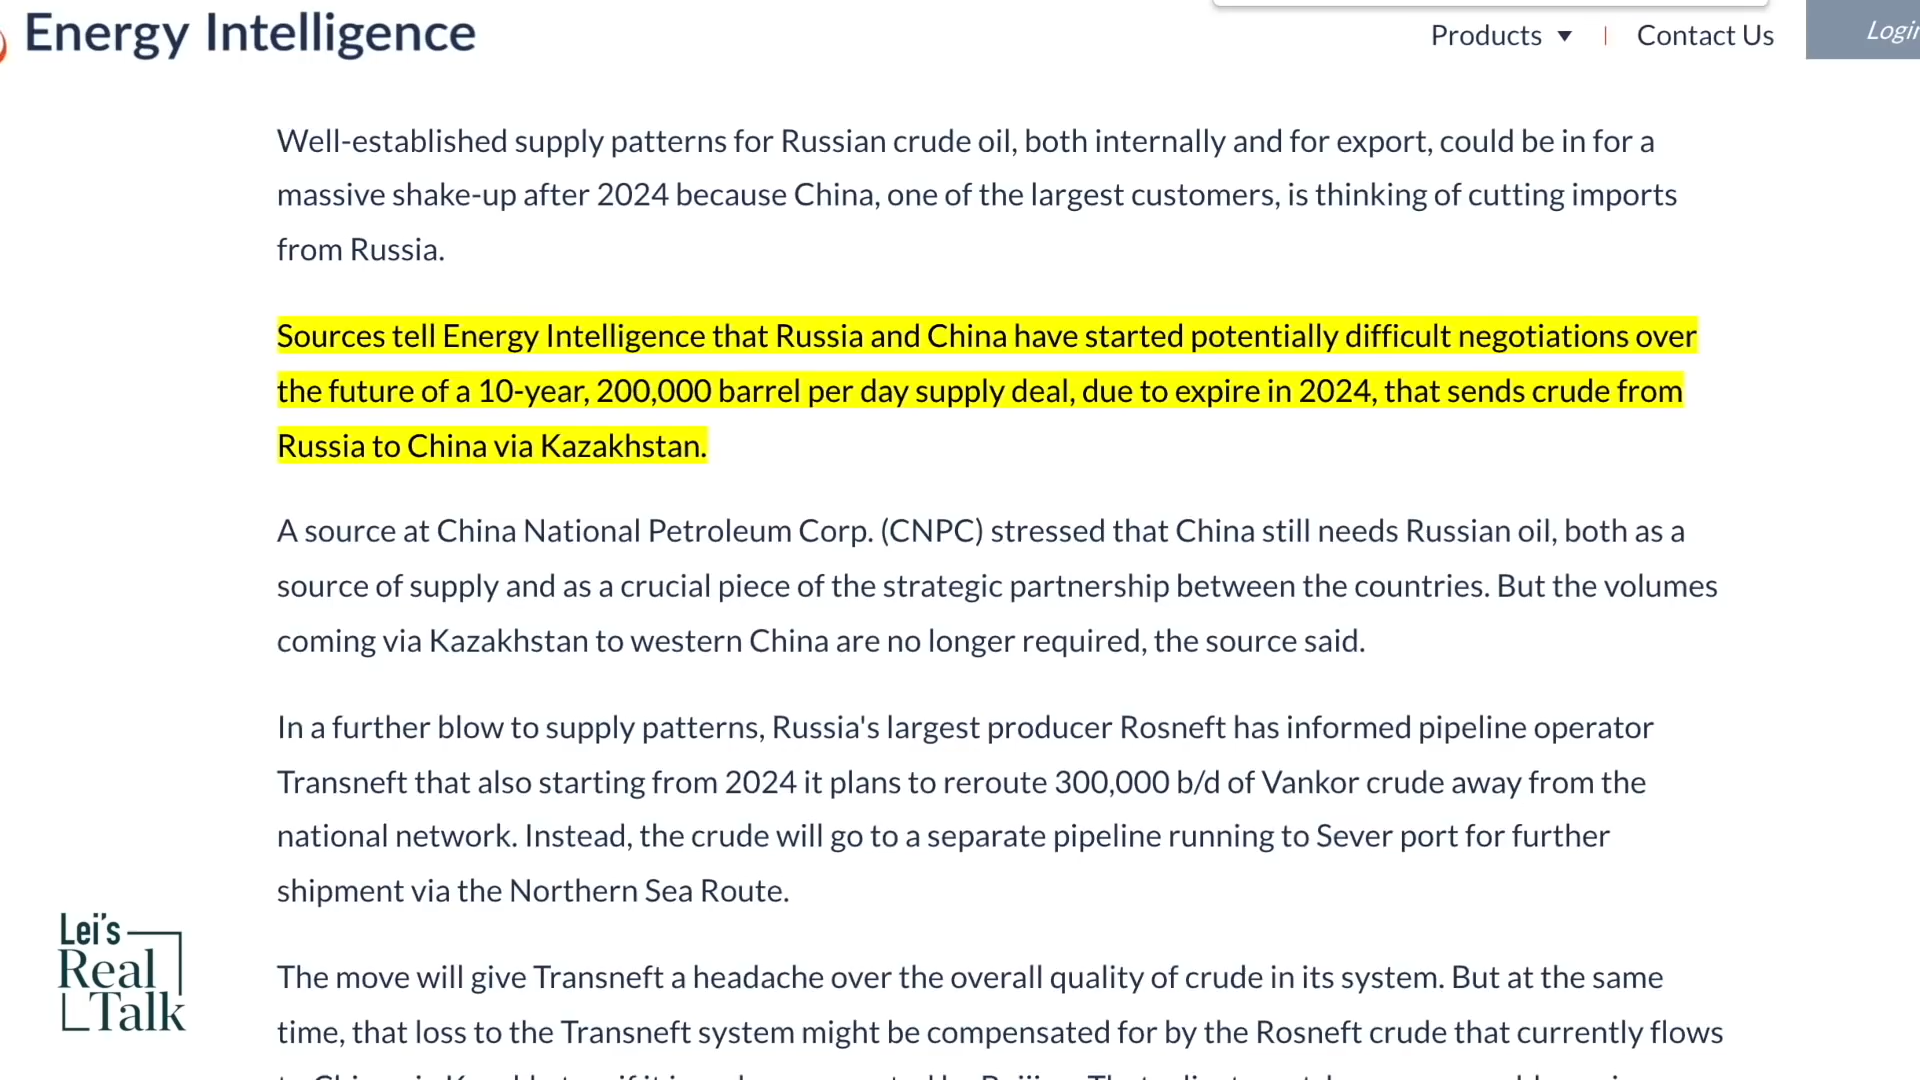 Energy Intelligence
Products
Contact Us
Login
Well-established supply patterns for Russian crude oil, both internally and for export, could be in for a
massive shake-up after 2024 because China, one of the largest customers, is thinking of cutting imports
from Russia.
Sources tell Energy Intelligence that Russia and China have started potentially difficult negotiations over
the future of a 10-year, 200,000 barrel per day supply deal, due to expire in 2024, that sends crude from
Russia to China via Kazakhstan.
A source at China National Petroleum Corp. (CNPC) stressed that China still needs Russian oil, both as a
source of supply and as a crucial piece of the strategic partnership between the countries. But the volumes
coming via Kazakhstan to western China are no longer required, the source said.
In a further blow to supply patterns, Russia's largest producer Rosneft has informed pipeline operator
Transneft that also starting from 2024 it plans to reroute 300,000 b/d of Vankor crude away from the
national network. Instead, the crude will go to a separate pipeline running to Sever port for further
shipment via the Northern Sea Route.
Lei's
Real
Talk
The move will give Transneft a headache over the overall quality of crude in its system. But at the same
time, that loss to the Transneft system might be compensated for by the Rosneft crude that currently flows